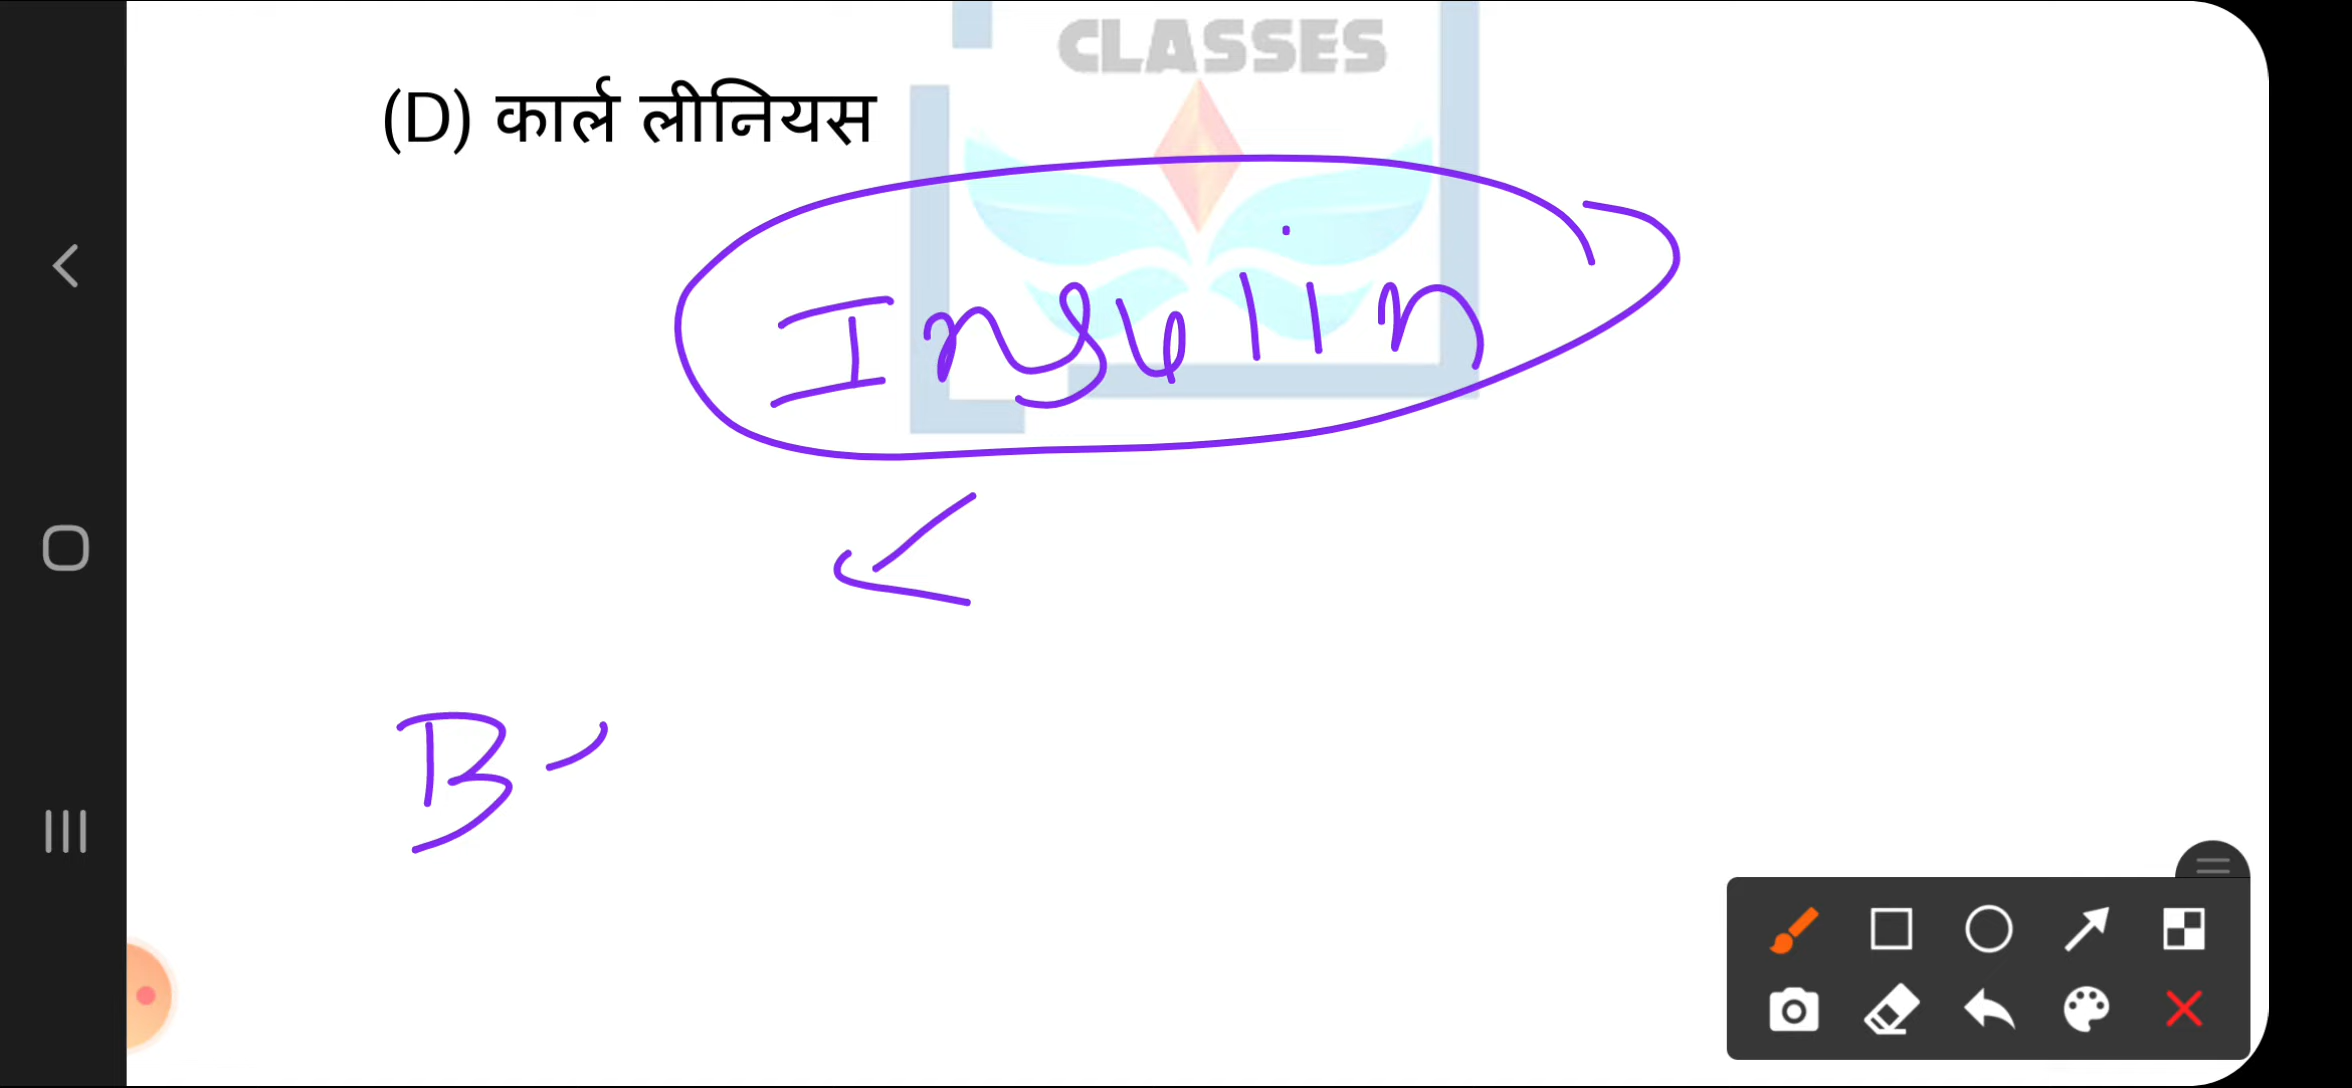 CLASSES
(D) कार्ल लीनियस
Insulin
B-